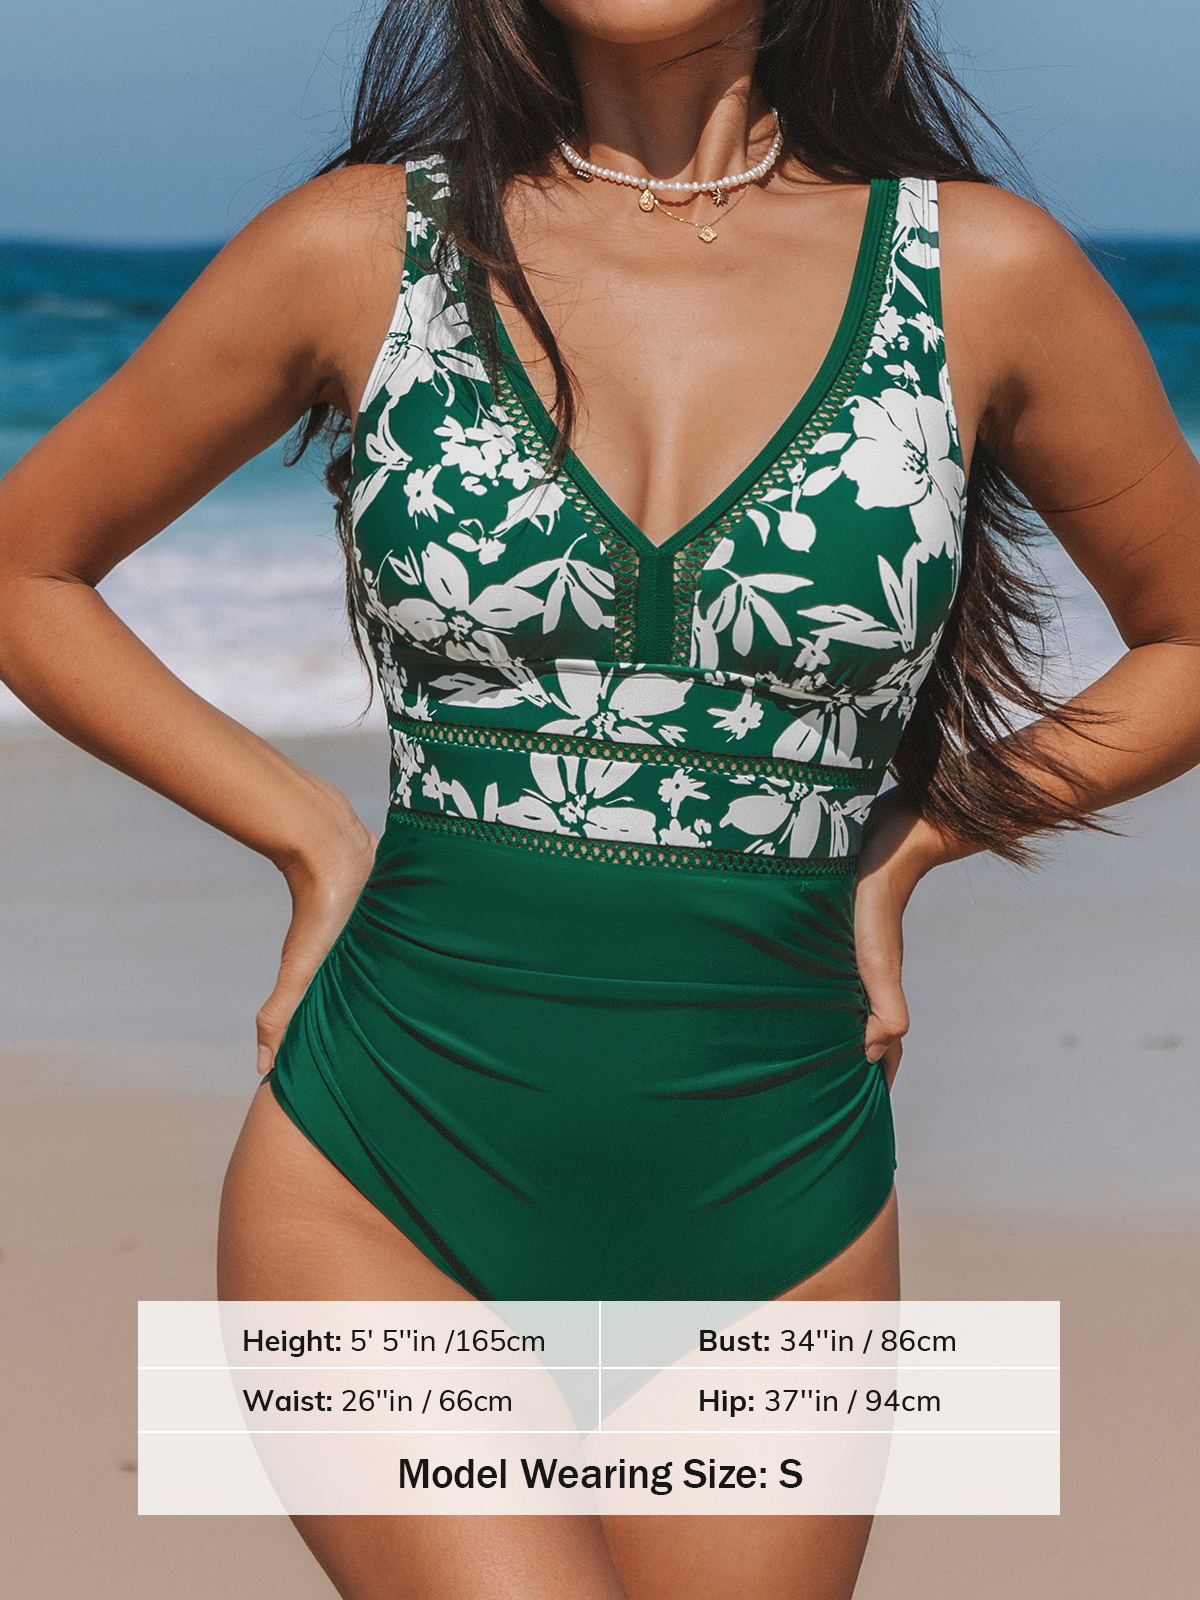 Height: 5' 5''in /165cm
Bust: 34''in / 86cm
Waist: 26''in / 66cm
Hip: 37''in / 94cm
Model Wearing Size: S